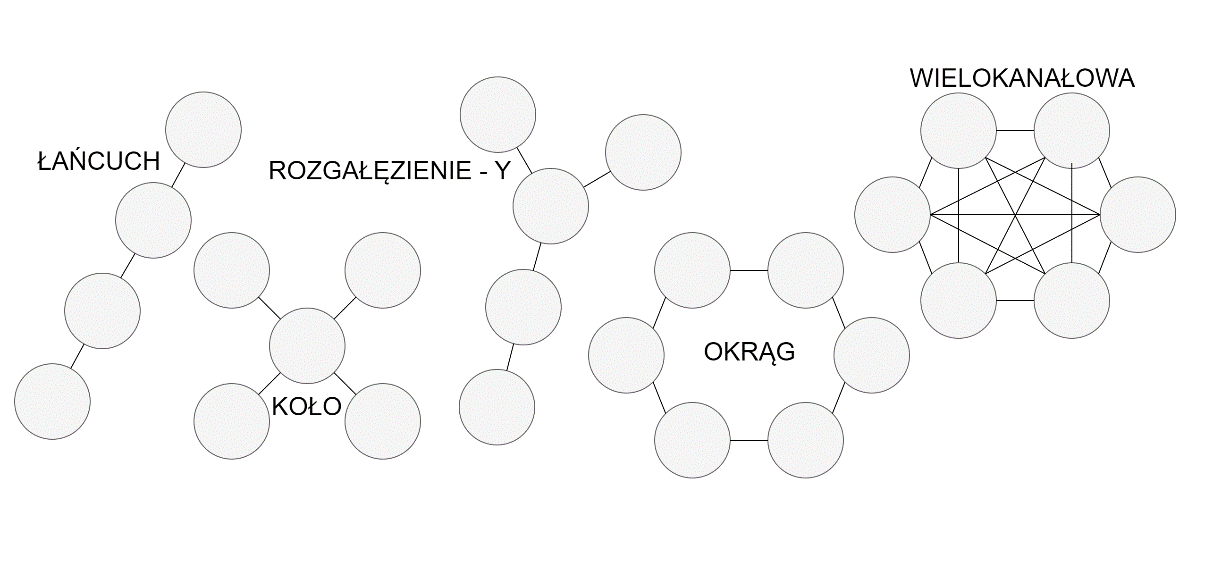 WIELOKANAŁOWA
ŁAŃCUCH
ROZGAŁĘZIENIE - Y
OKRĄG
KOŁO